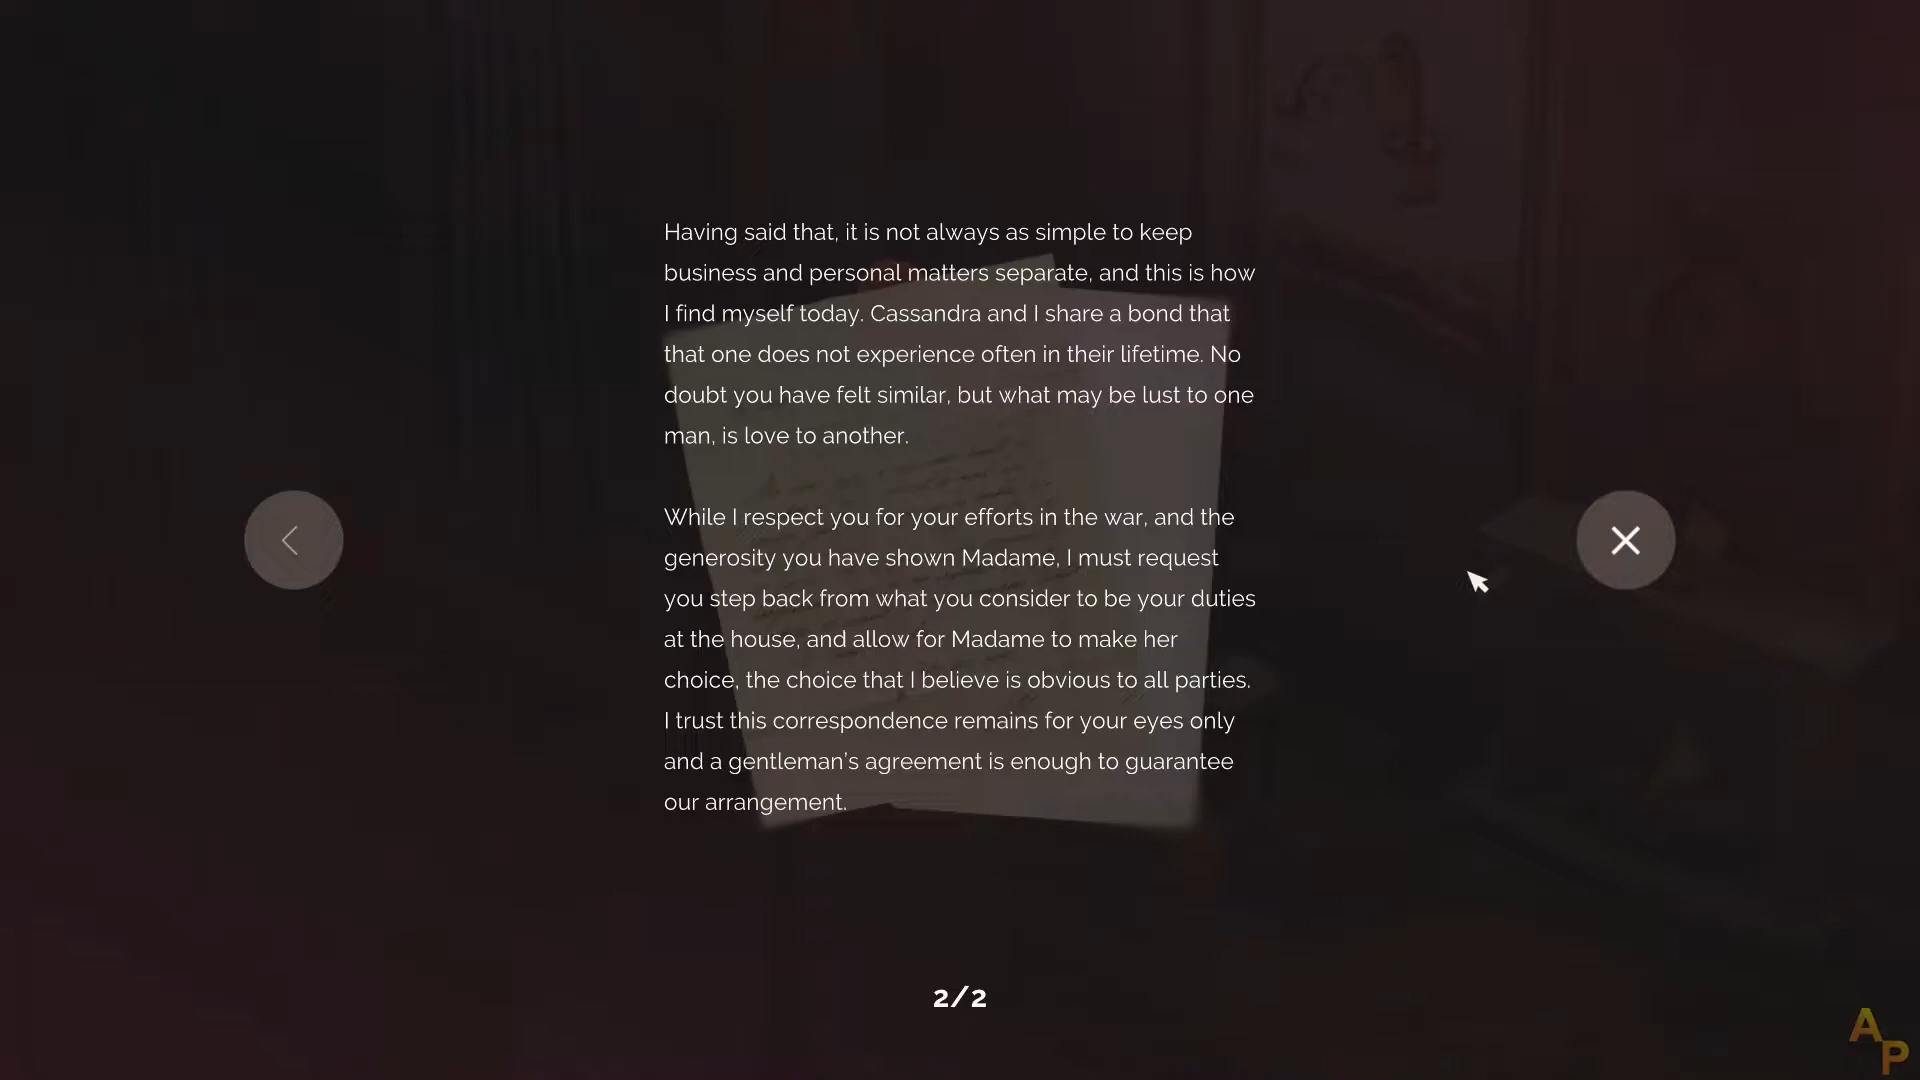 Having said that, it is not always as simple to keep
business and personal matters separate, and this is how
I find myself today. Cassandra and I share a bond that
that one does not experience often in their lifetime. No
doubt you have felt similar, but what may be lust to one
man, is love to another.
While I respect you for your efforts in the war, and the
generosity you have shown Madame, I must request
you step back from what you consider to be your duties
at the house, and allow for Madame to make her
choice, the choice that I believe is obvious to all parties.
I trust this correspondence remains for your eyes only
and a gentleman's agreement is enough to guarantee
our arrangement.
2/2
A
P